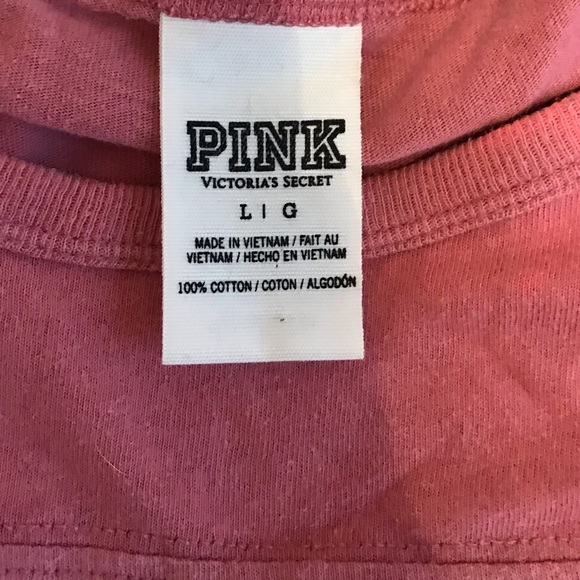 PINK
VICTORIA'S SECRET
L | G
MADE IN VIETNAM / FAIT AU
VIETNAM / HECHO EN VIETNAM
100% COTTON / COTON / ALGODÓN